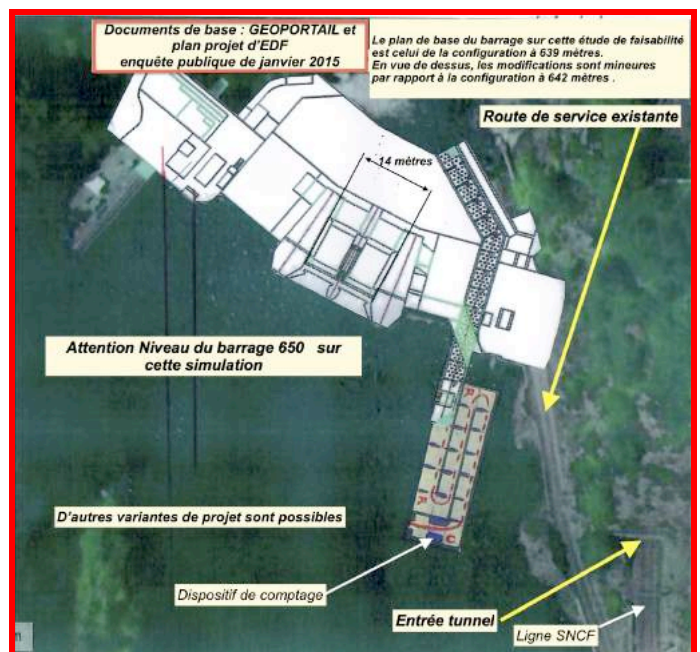 Documents de base : GEOPORTAIL et
plan projet d'EDF
enquête publique de janvier 2015
Le plan de base du barrage sur cette étude de faisabilité
est celui de la configuration à 639 mètres.
En vue de dessus, les modifications sont mineures
par rapport à la configuration à 642 mètres .
Route de service existante
14 mètres
Attention Niveau du barrage 650 sur
cette simulation
D'autres variantes de projet sont possibles
Dispositif de comptage
Entrée tunnel
Ligne SNCF